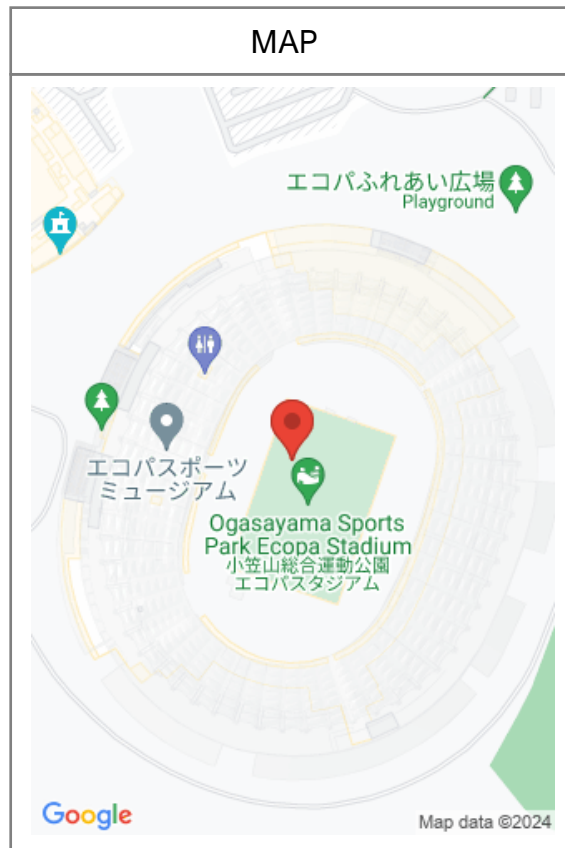 MAP
エコパふれあい広場
Playground
エコパスポーツ
ミュージアム
Ogasayama Sports
Park Ecopa Stadium
小笠山総合運動公園
エコパスタジアム
Google
Map data ©2024